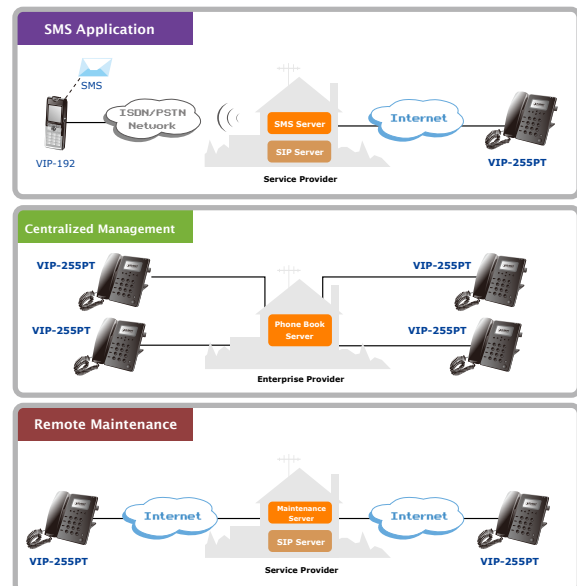 SMS Application
SMS
ISDN/PSTN
Network
VIP-192
SMS Server
SIP Server
Service Provider
Internet
VIP-255PT
Centralized Management
VIP-255PT
VIP-255PT
VIP-255PT
VIP-255PT
Phone Book
Server
Enterprise Provider
Remote Maintenance
Internet
Maintenance
Server
SIP Server
Internet
VIP-255PT
Service Provider
VIP-255PT